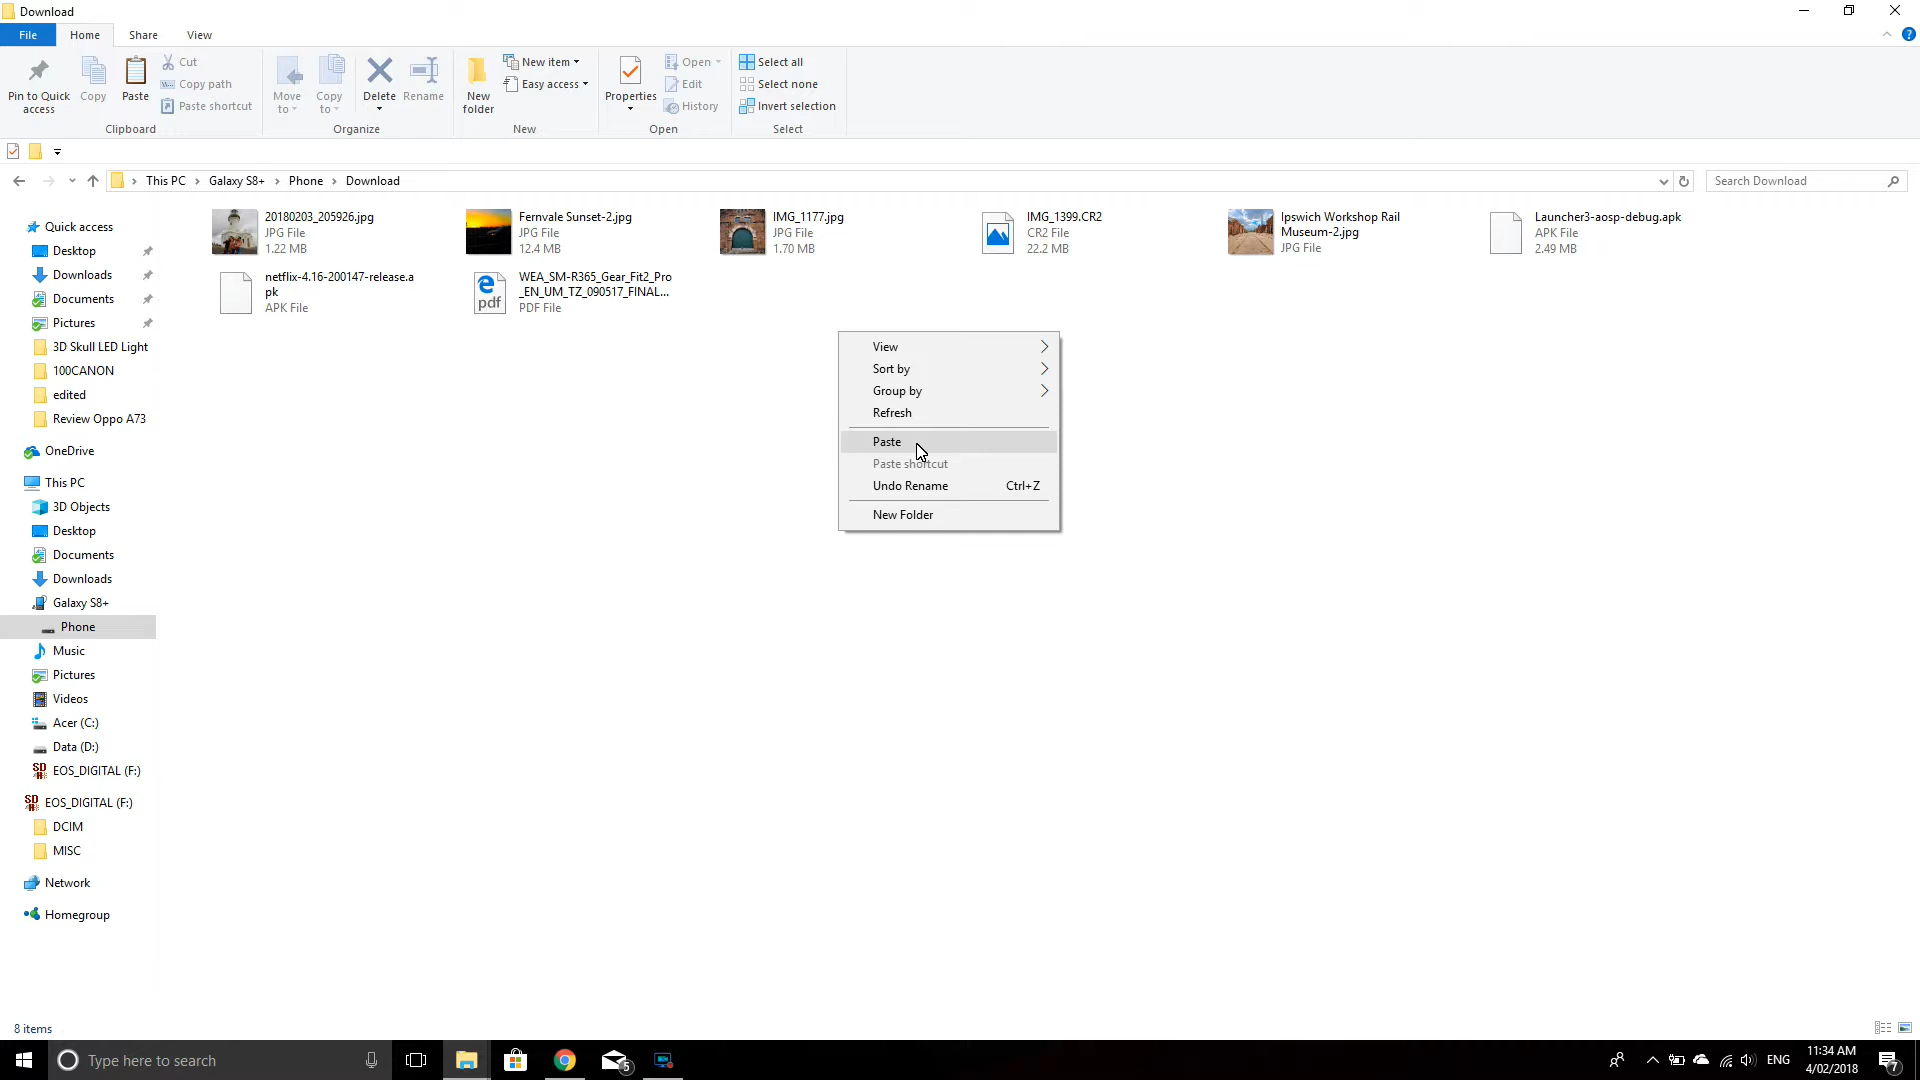 Download
File
Home
Share
View
Pin to Quick
access
Copy
Paste
Cut
Copy path
Paste shortcut
Clipboard
Move
to
Copy
to
Delete
Rename
Organize
New
folder
New item
Easy access
New
Properties
Open
Edit
History
Open
Select all
Select none
Invert selection
Select
This PC
Galaxy S8+
Phone
Download
Search Download
Quick access
Desktop
Downloads
Documents
Pictures
3D Skull LED Light
100CANON
edited
Review Oppo A73
OneDrive
This PC
3D Objects
Desktop
Documents
Downloads
Galaxy S8+
Phone
Music
Pictures
Videos
Acer (C:)
Data (D:)
EOS_DIGITAL (F:)
EOS_DIGITAL (F:)
DCIM
MISC
Network
Homegroup
20180203_205926.jpg
JPG File
1.22 MB
Fernvale Sunset-2.jpg
JPG File
12.4 MB
IMG_1177.jpg
JPG File
1.70 MB
IMG_1399.CR2
CR2 File
22.2 MB
Ipswich Workshop Rail
Museum-2.jpg
JPG File
Launcher3-aosp-debug.apk
APK File
2.49 MB
netflix-4.16-200147-release.a
pk
APK File
pdf
WEA_SM-R365_Gear_Fit2_Pro
_EN_UM_TZ_090517_FINAL...
PDF File
View
Sort by
Group by
Refresh
Paste
Paste shortcut
Undo Rename Ctrl+Z
New Folder
8 items
Type here to search
5
ENG
11:34 AM
4/02/2018
7